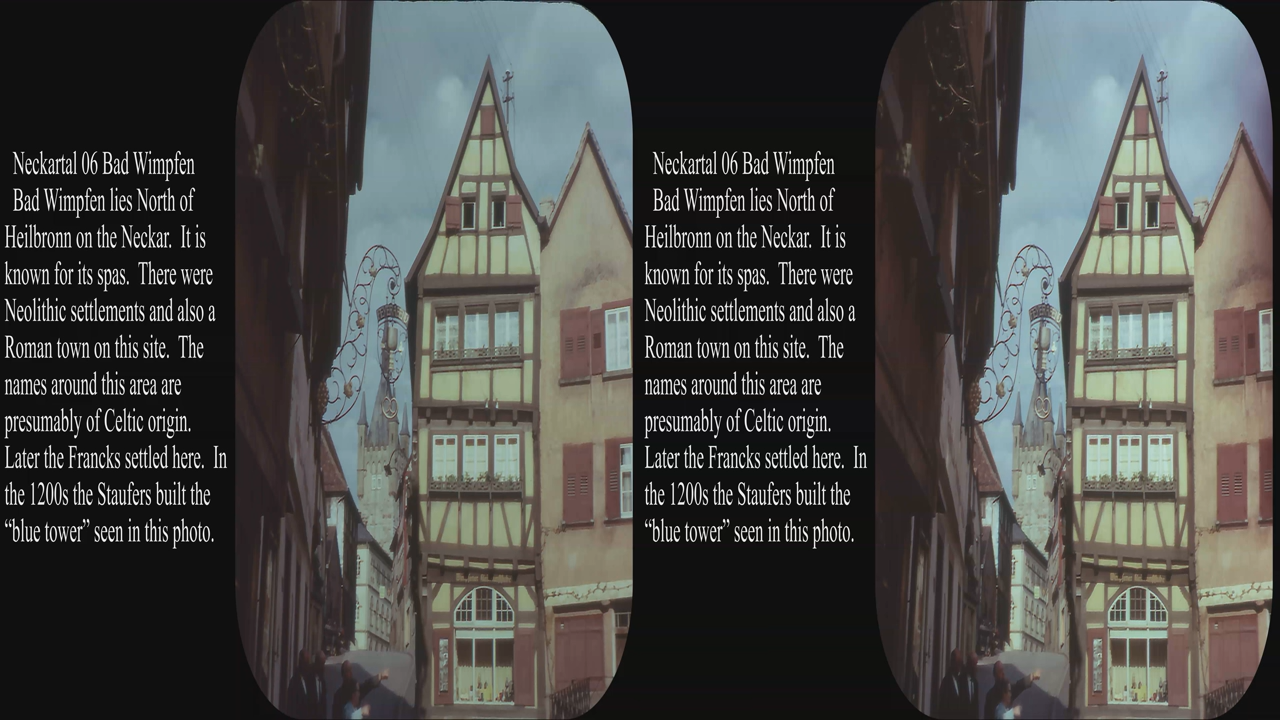 Neckartal 06 Bad Wimpfen
Bad Wimpfen lies North of
Heilbronn on the Neckar. It is
known for its spas. There were
Neolithic settlements and also a
Roman town on this site. The
names around this area are
presumably of Celtic origin.
Later the Francks settled here. In
the 1200s the Staufers built the
“blue tower” seen in this photo.
Neckartal 06 Bad Wimpfen
Bad Wimpfen lies North of
Heilbronn on the Neckar. It is
known for its spas. There were
Neolithic settlements and also a
Roman town on this site. The
names around this area are
presumably of Celtic origin.
Later the Francks settled here. In
the 1200s the Staufers built the
“blue tower” seen in this photo.